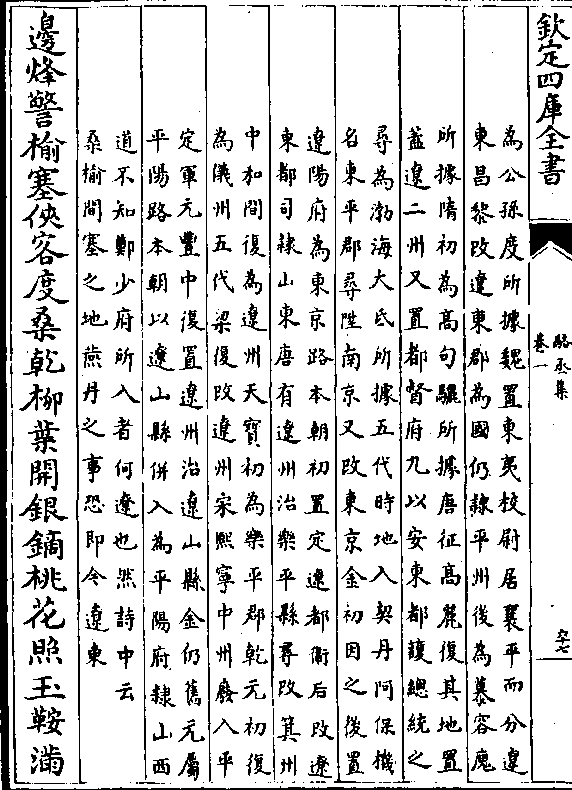 欽定四庫全書
駱丞集
卷一
為公孫度所據魏置東夷校尉居襄平而分遼
東昌黎改遼東郡為國仍隸平州後為慕容廆
所據隋初為高句驪所據唐征高麗復其地置
蓋遼二州又置都督府九以安東都䕶總統之
尋為渤海大氏所據五代時地入契丹阿保機
名東平郡尋陞南京又改東京金初因之後置
遼陽府為東京路本朝初置定遼都衛后改遼
東都司隸山東唐有遼州治樂平縣尋改箕州
中和間復為遼州天寶初為樂平郡乾元初復
為儀州五代梁復改遼州宋熙寧中州廢入平
定軍元豐中復置遼州治遼山縣金仍舊元屬
平陽路本朝以遼山縣併入為平陽府隸山西
道不知鄭少府所入者何遼也然詩中云
桑榆間塞之地燕丹之事恐即今遼東
邊烽警榆塞俠客度桑乾柳葉開銀鏑桃花照玉鞍滿